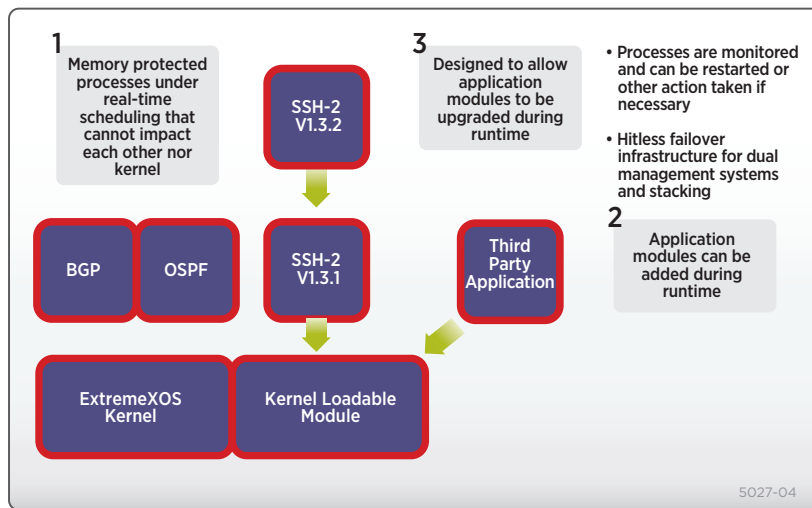 1
Memory protected
processes under
real-time
scheduling that
cannot impact
each other nor
kernel
SSH-2
V1.3.2
3
Designed to allow
application
modules to be
upgraded during
runtime
• Processes are monitored
and can be restarted or
other action taken if
necessary
• Hitless failover
infrastructure for dual
management systems
and stacking
2
Application
modules can be
added during
runtime
BGP
OSPF
SSH-2
V1.3.1
Third
Party
Application
ExtremeXOS
Kernel
Kernel Loadable
Module
5027-04